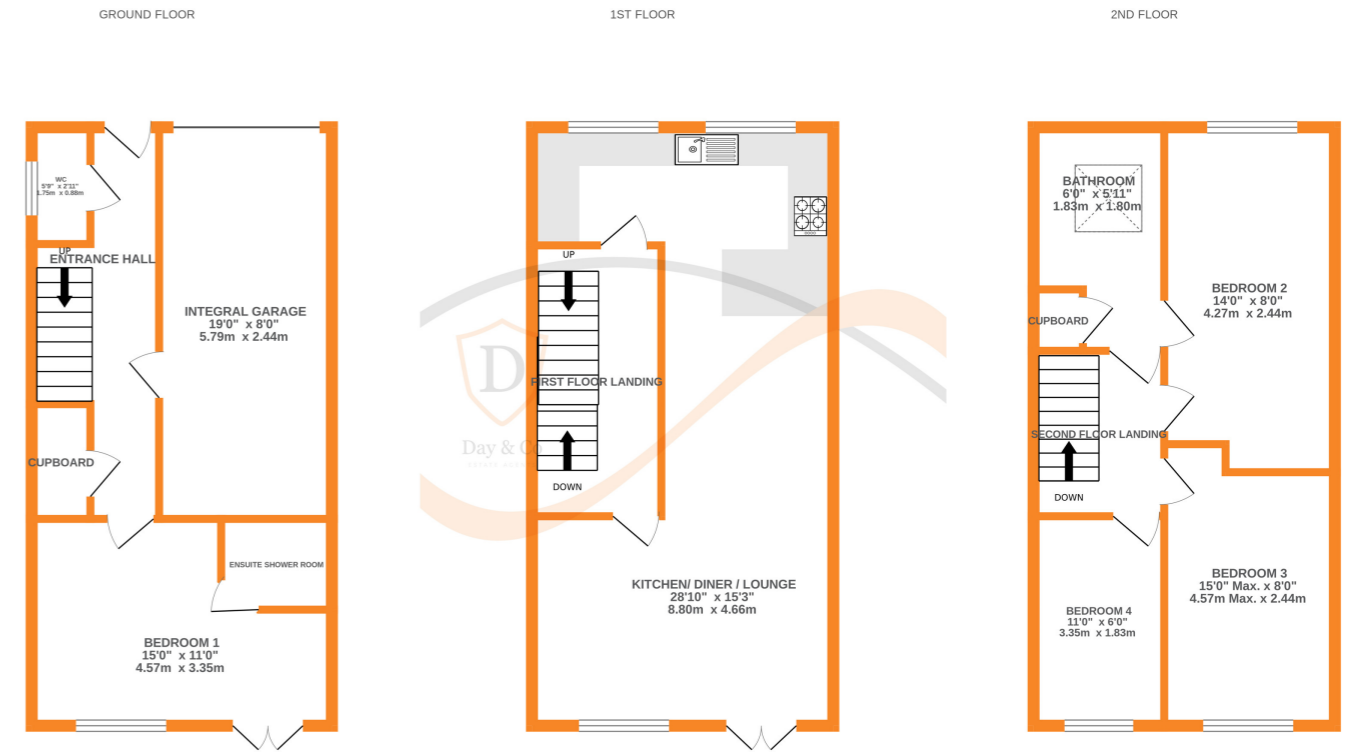 GROUND FLOOR
1ST FLOOR
2ND FLOOR
WC
5'9" x 2'11"
1.75m x 0.88m
UP
ENTRANCE HALL
INTEGRAL GARAGE
19'0" x 8'0"
5.79m x 2.44m
CUPBOARD
ENSUITE SHOWER ROOM
BEDROOM 1
15'0" x 11'0"
4.57m x 3.35m
UP
FIRST FLOOR LANDING
DOWN
D
Day & Co
ESTATE AGENTS
KITCHEN/ DINER / LOUNGE
28'10" x 15'3"
8.80m x 4.66m
BATHROOM
6'0" x 5'11"
1.83m x 1.80m
BEDROOM 2
14'0" x 8'0"
4.27m x 2.44m
CUPBOARD
SECOND FLOOR LANDING
DOWN
BEDROOM 3
15'0" Max. x 8'0"
4.57m Max. x 2.44m
BEDROOM 4
11'0" x 6'0"
3.35m x 1.83m